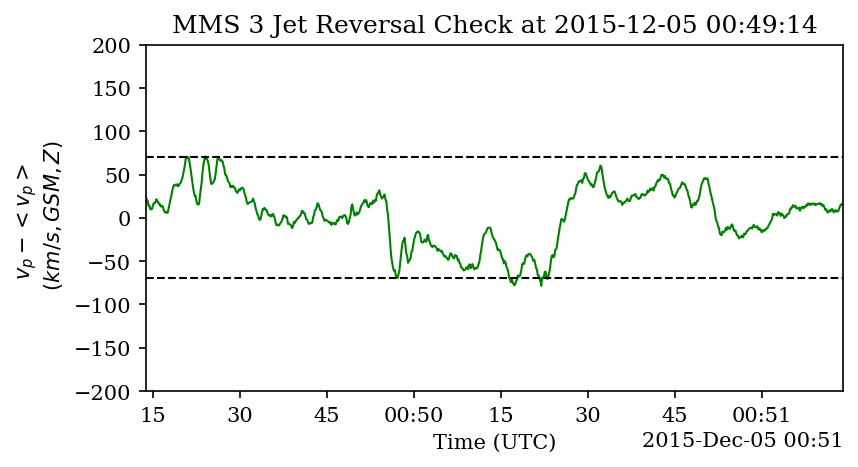 MMS 3 Jet Reversal Check at 2015-12-05 00:49:14
200
150
100
50
0
−50
−100
−150
−200
v_p − < v_p >
(km/s, GSM, Z)
15 30 45 00:50 15 30 45 00:51
Time (UTC)
2015-Dec-05 00:51